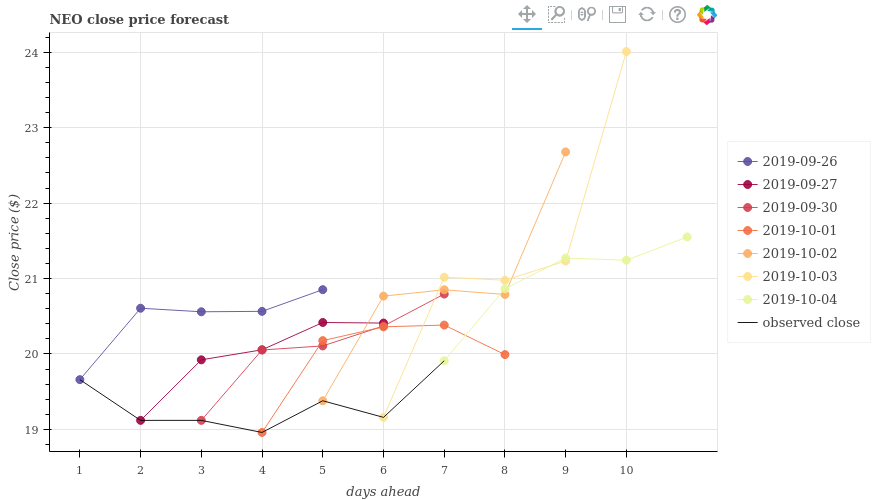 NEO close price forecast
Close price ($)
24
23
22
21
20
19
1 2 3 4 5 6 7 8 9 10
days ahead
2019-09-26
2019-09-27
2019-09-30
2019-10-01
2019-10-02
2019-10-03
2019-10-04
observed close